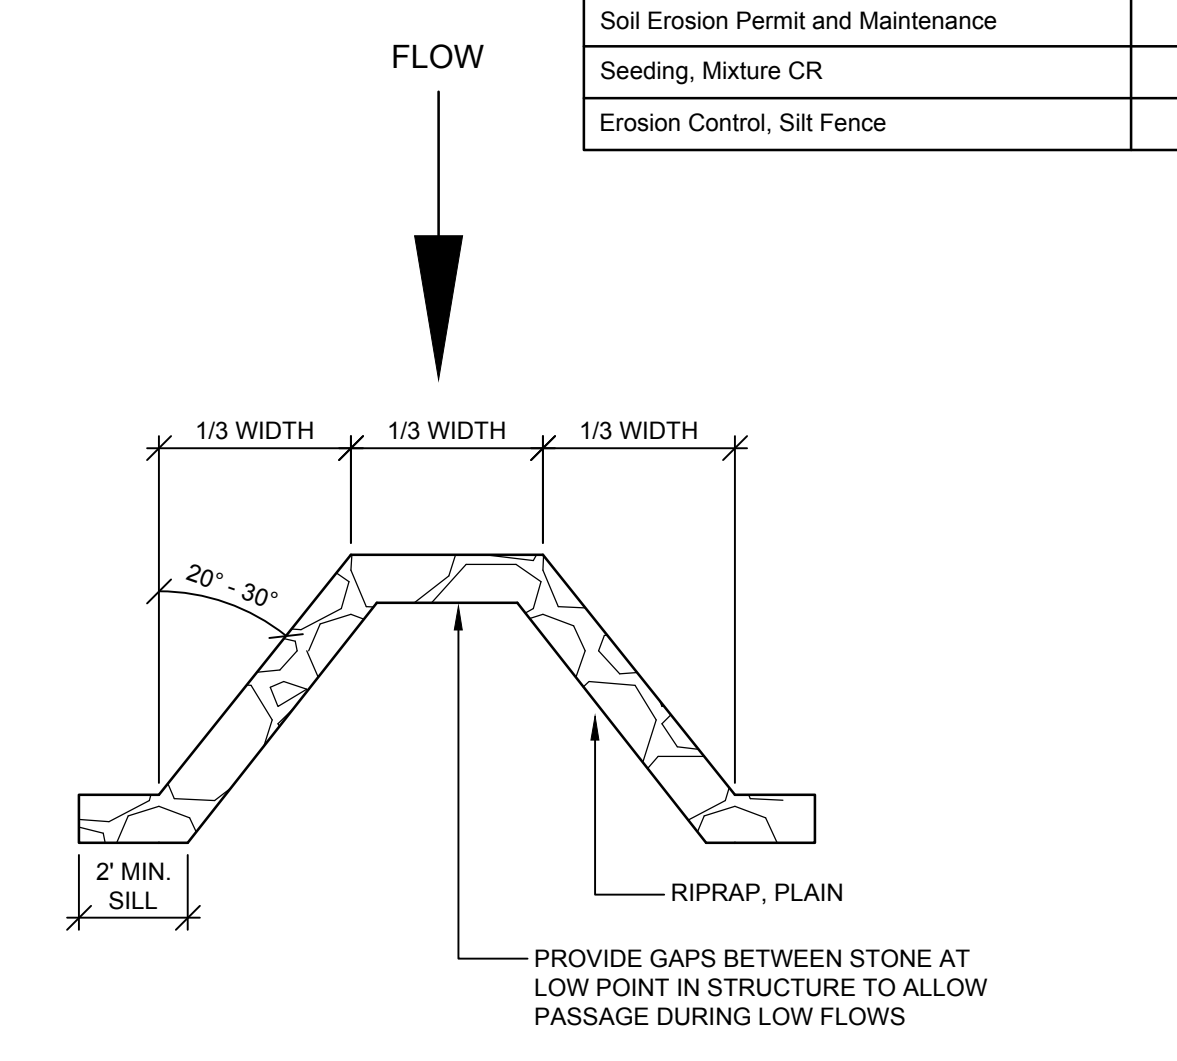 Soil Erosion Permit and Maintenance
FLOW
Seeding, Mixture CR
Erosion Control, Silt Fence
1/3 WIDTH
1/3 WIDTH
1/3 WIDTH
20° - 30°
2' MIN.
SILL
RIPRAP, PLAIN
PROVIDE GAPS BETWEEN STONE AT
LOW POINT IN STRUCTURE TO ALLOW
PASSAGE DURING LOW FLOWS